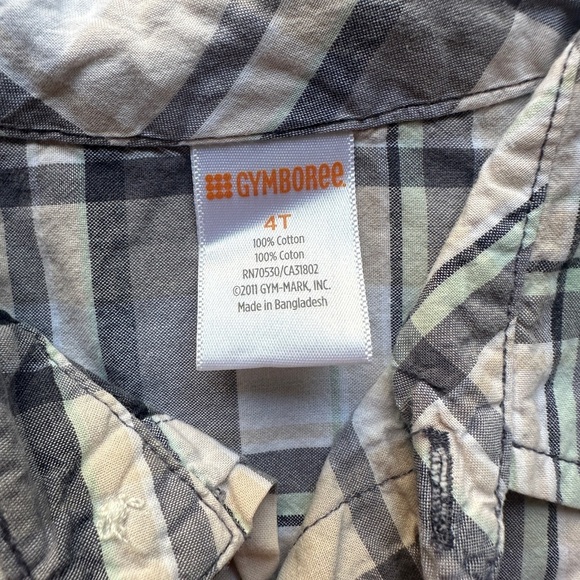 GYMBOREE
4T
100% Cotton
100% Coton
RN70530/CA31802
©2011 GYM-MARK, INC.
Made in Bangladesh